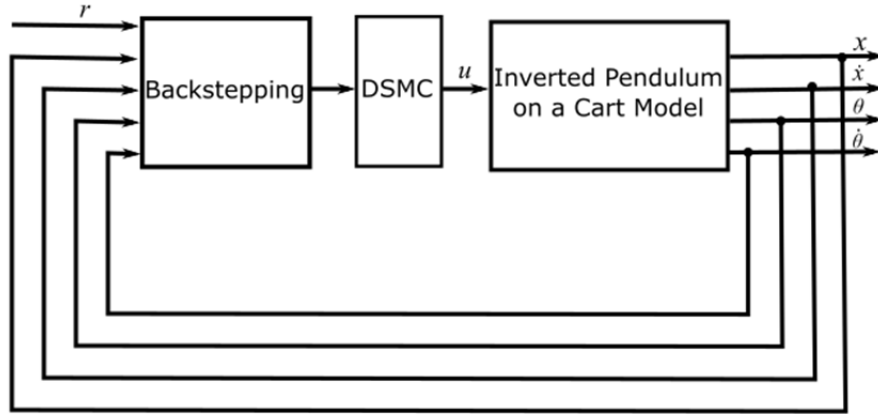 r
Backstepping
DSMC
u
Inverted Pendulum
on a Cart Model
x
ẋ
θ
θ̇